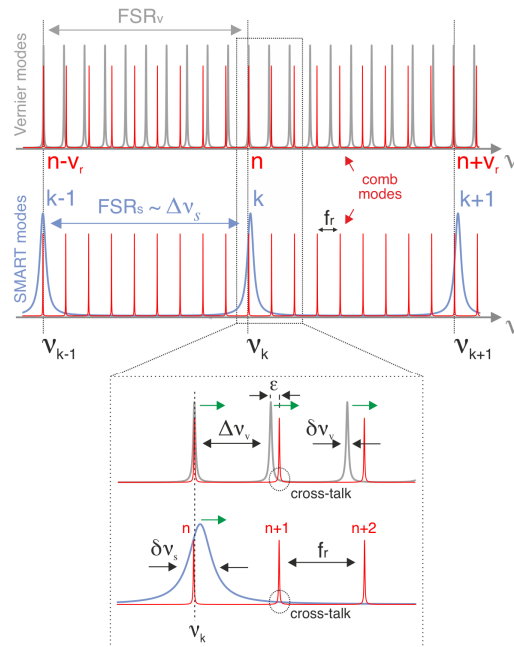 FSRᵥ
Vernier modes
n-νᵣ
n
n+νᵣ
ν
comb
modes
k-1
k
k+1
FSRₛ ~ Δνₛ
fᵣ
SMART modes
ν
νₖ₋₁
νₖ
νₖ₊₁
ε
Δνᵥ
δνᵥ
cross-talk
n
n+1
n+2
δνₛ
fᵣ
cross-talk
νₖ